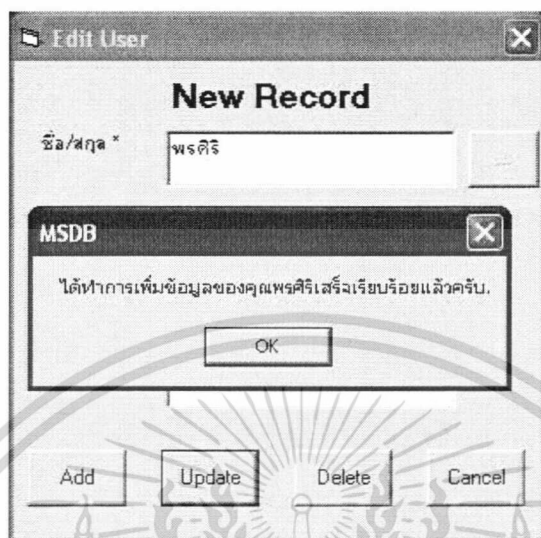 Edit User
New Record
ชื่อ/สกุล *
พรศิริ
...
MSDB
ได้ทำการเพิ่มข้อมูลของคุณพรศิริเสร็จเรียบร้อยแล้วครับ.
OK
Add
Update
Delete
Cancel